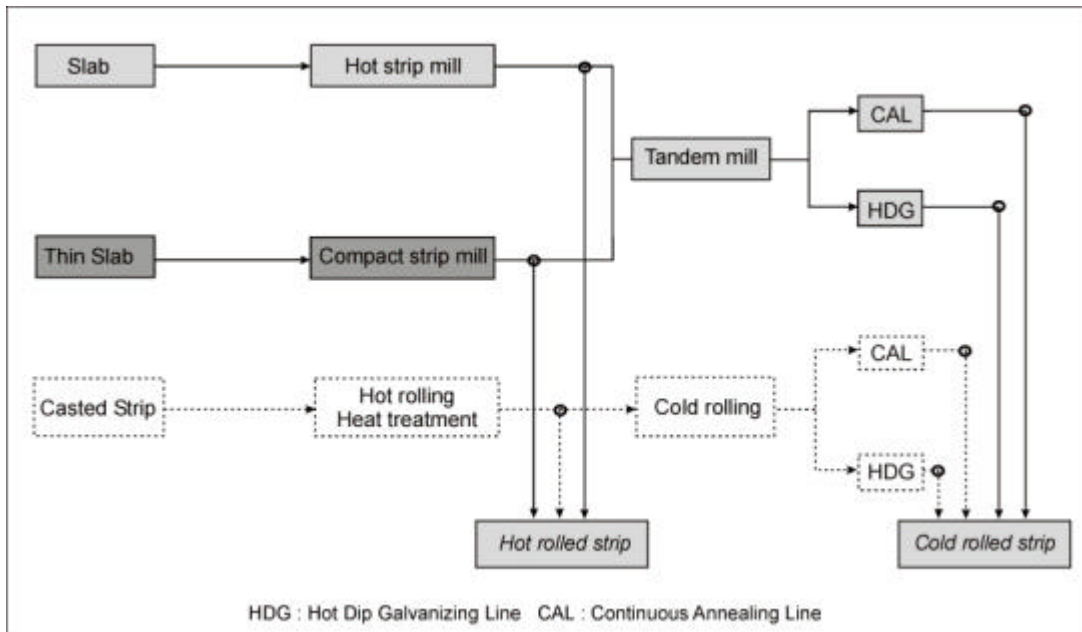 Slab
Hot strip mill
CAL
Tandem mill
HDG
Thin Slab
Compact strip mill
CAL
Casted Strip
Hot rolling
Heat treatment
Cold rolling
HDG
Hot rolled strip
Cold rolled strip
HDG : Hot Dip Galvanizing Line CAL : Continuous Annealing Line